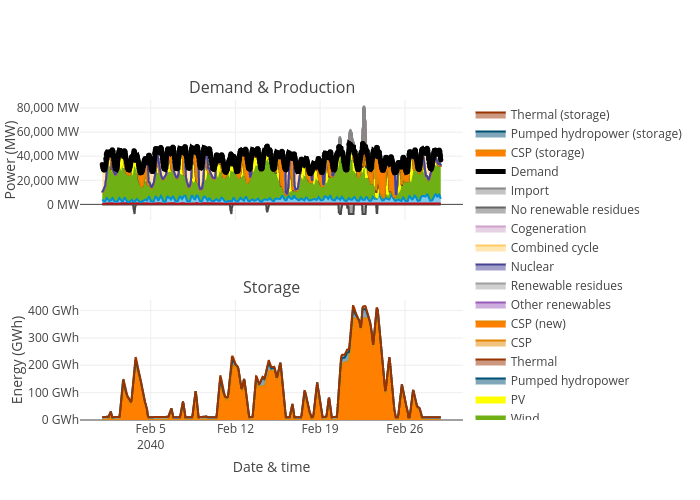 Demand & Production
80,000 MW
60,000 MW
40,000 MW
20,000 MW
0 MW
Power (MW)
Storage
400 GWh
300 GWh
200 GWh
100 GWh
0 GWh
Energy (GWh)
Feb 5
2040
Feb 12
Feb 19
Feb 26
Date & time
Thermal (storage)
Pumped hydropower (storage)
CSP (storage)
Demand
Import
No renewable residues
Cogeneration
Combined cycle
Nuclear
Renewable residues
Other renewables
CSP (new)
CSP
Thermal
Pumped hydropower
PV
Wind